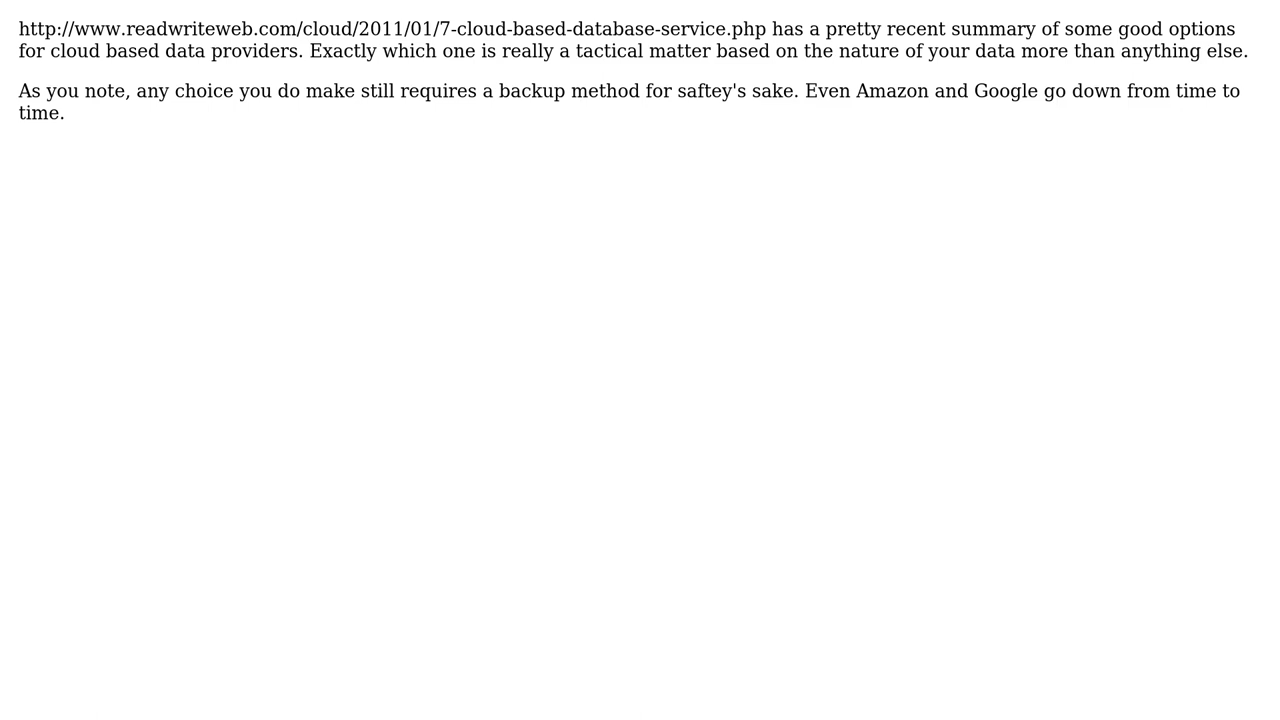 http://www.readwriteweb.com/cloud/2011/01/7-cloud-based-database-service.php has a pretty recent summary of some good options
for cloud based data providers. Exactly which one is really a tactical matter based on the nature of your data more than anything else.
As you note, any choice you do make still requires a backup method for saftey's sake. Even Amazon and Google go down from time to
time.